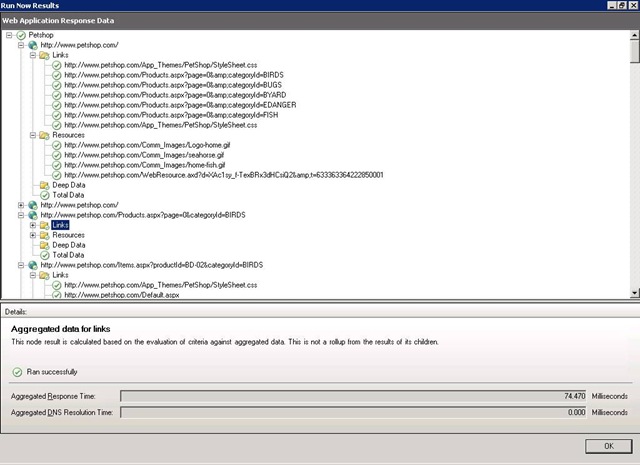 Run Now Results
Web Application Response Data
Petshop
http://www.petshop.com/
Links
http://www.petshop.com/App_Themes/PetShop/StyleSheet.css
http://www.petshop.com/Products.aspx?page=0&amp;categoryId=BIRDS
http://www.petshop.com/Products.aspx?page=0&amp;categoryId=BUGS
http://www.petshop.com/Products.aspx?page=0&amp;categoryId=BYARD
http://www.petshop.com/Products.aspx?page=0&amp;categoryId=EDANGER
http://www.petshop.com/Products.aspx?page=0&amp;categoryId=FISH
http://www.petshop.com/App_Themes/PetShop/StyleSheet.css
Resources
http://www.petshop.com/Comm_Images/Logo-home.gif
http://www.petshop.com/Comm_Images/seahorse.gif
http://www.petshop.com/Comm_Images/home-fish.gif
http://www.petshop.com/WebResource.axd?d=XAc1sy_f-TexBRx3dHCsiQ2&amp;t=633363364222850001
Deep Data
Total Data
http://www.petshop.com/
http://www.petshop.com/Products.aspx?page=0&categoryId=BIRDS
Links
Resources
Deep Data
Total Data
http://www.petshop.com/Items.aspx?productId=BD-02&categoryId=BIRDS
Links
http://www.petshop.com/App_Themes/PetShop/StyleSheet.css
http://www.petshop.com/Default.aspx
Details:
Aggregated data for links
This node result is calculated based on the evaluation of criteria against aggregated data. This is not a rollup from the results of its children.
Ran successfully
Aggregated Response Time: 74.470 Milliseconds
Aggregated DNS Resolution Time: 0.000 Milliseconds
OK